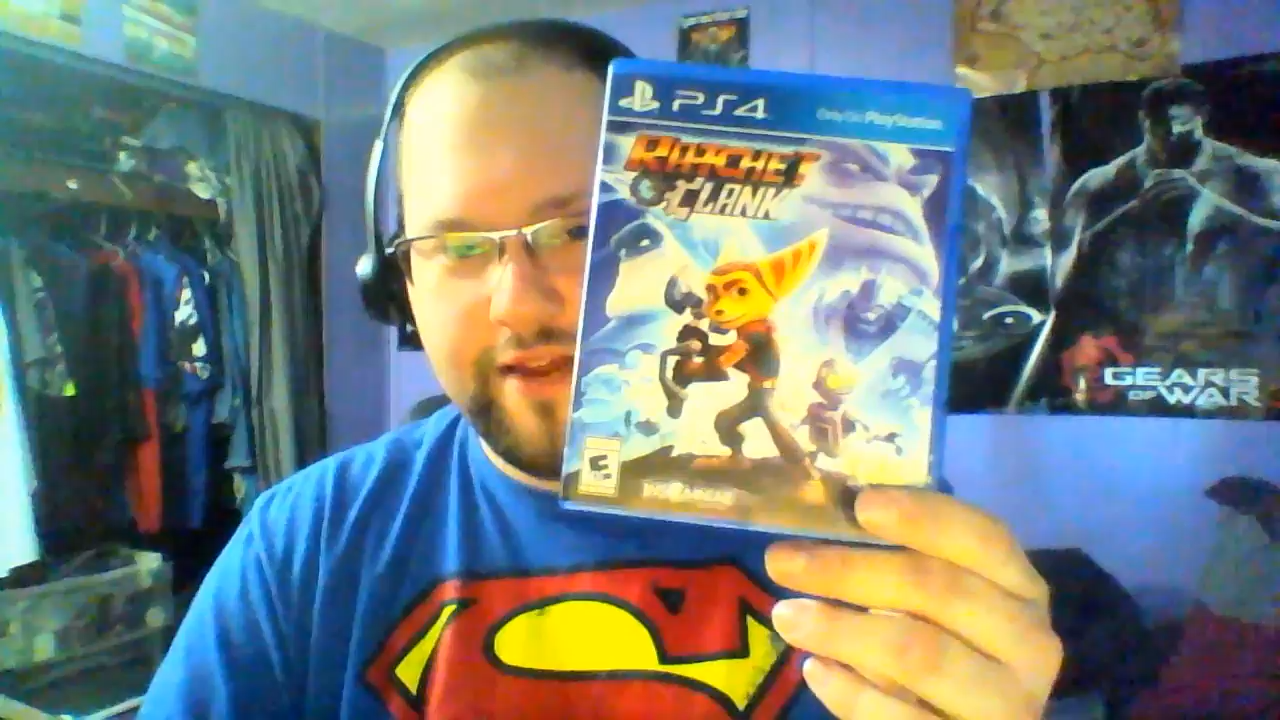 PS4
Only On PlayStation
RATCHET
CLANK
E
GEARS
OF WAR